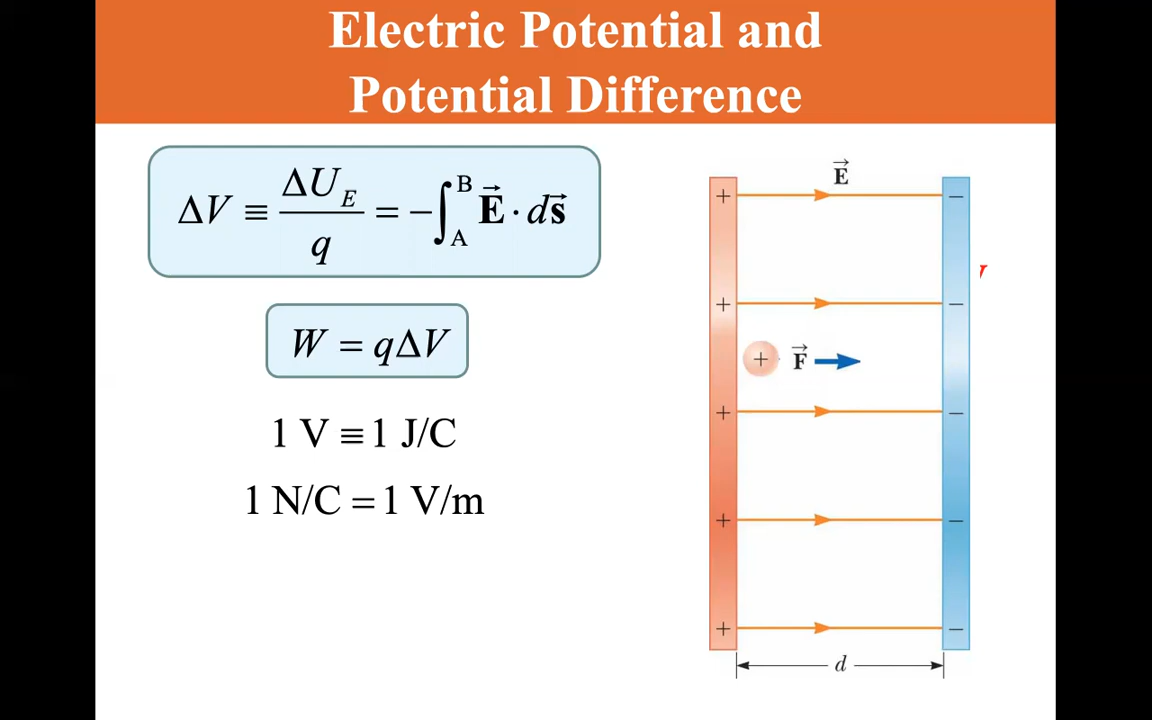 Electric Potential and
Potential Difference
ΔV ≡ ΔU_E / q = −∫_A^B E⃗ · ds⃗
W = qΔV
1 V ≡ 1 J/C
1 N/C = 1 V/m
E⃗
+ −
+ −
+ F⃗
+ −
+ −
+ −
d